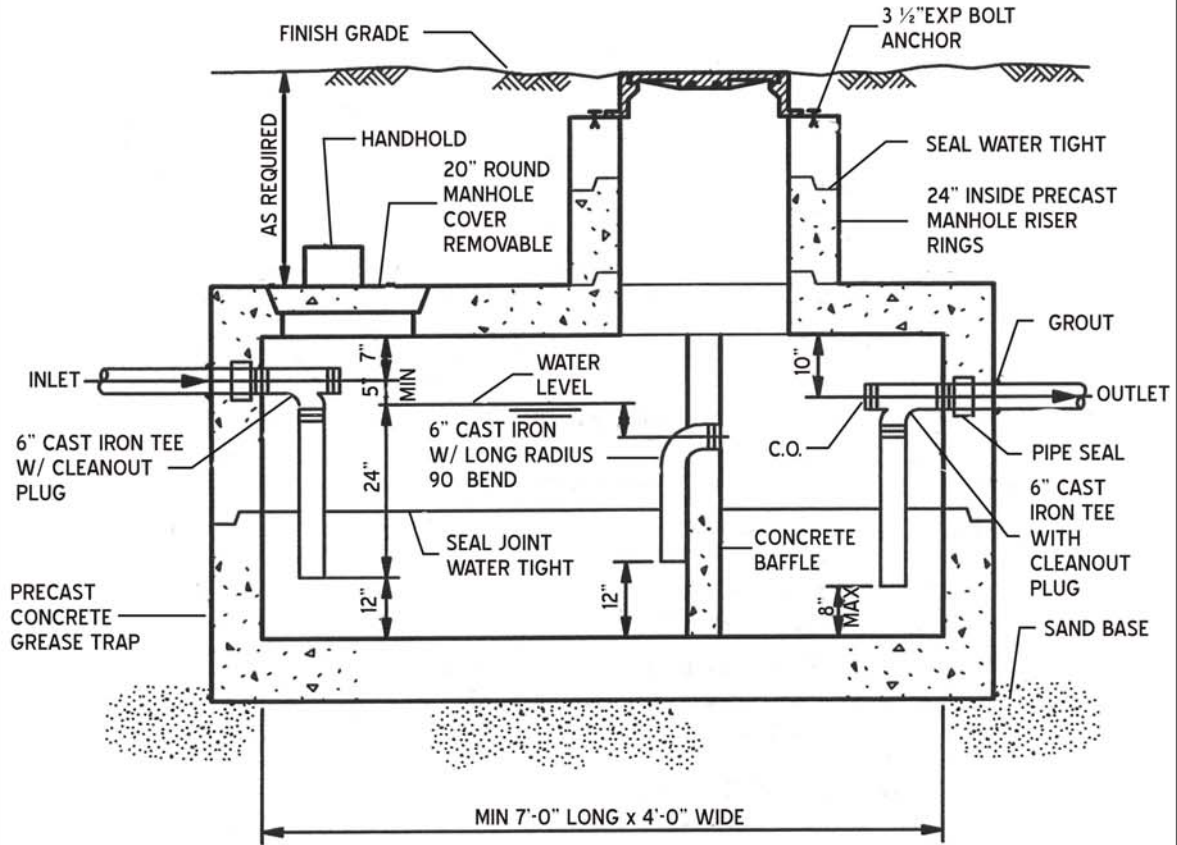 3 ½"EXP BOLT
ANCHOR
FINISH GRADE
AS REQUIRED
HANDHOLD
20" ROUND
MANHOLE
COVER
REMOVABLE
SEAL WATER TIGHT
24" INSIDE PRECAST
MANHOLE RISER
RINGS
GROUT
INLET
7"
5"
MIN
WATER
LEVEL
10"
OUTLET
6" CAST IRON TEE
W/ CLEANOUT
PLUG
24"
6" CAST IRON
W/ LONG RADIUS
90 BEND
C.O.
PIPE SEAL
6" CAST
IRON TEE
WITH
CLEANOUT
PLUG
SEAL JOINT
WATER TIGHT
CONCRETE
BAFFLE
PRECAST
CONCRETE
GREASE TRAP
12"
12"
8"
MAX
SAND BASE
MIN 7'-0" LONG x 4'-0" WIDE